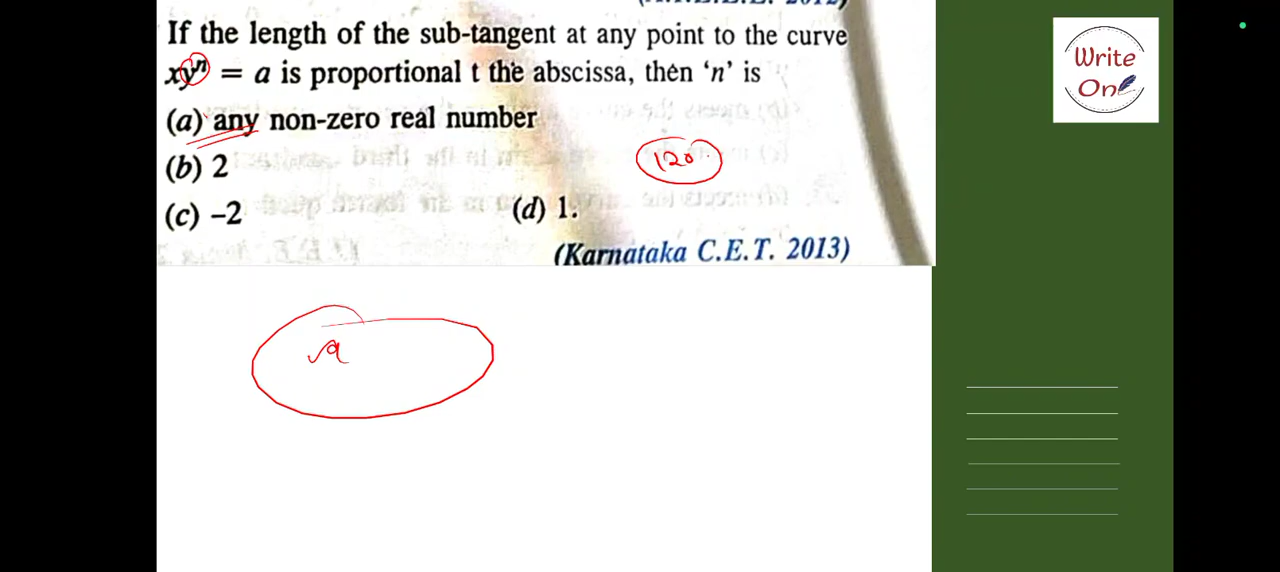 If the length of the sub-tangent at any point to the curve
xyⁿ = a is proportional t the abscissa, then ‘n’ is
(a) any non-zero real number
(b) 2
(c) –2 (d) 1.
(Karnataka C.E.T. 2013)
120
Write
On